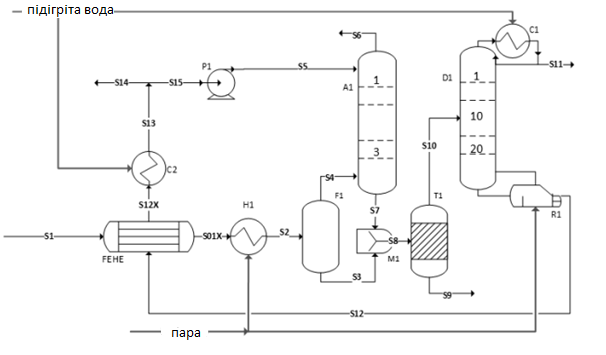 підігріта вода
C1
S6
P1
S5
S14
S15
A1
1
D1
1
S11
S13
10
3
20
S10
C2
S4
S12X
H1
F1
S7
T1
R1
S1
S01X
S2
S8
FEHE
M1
S3
S9
S12
пара